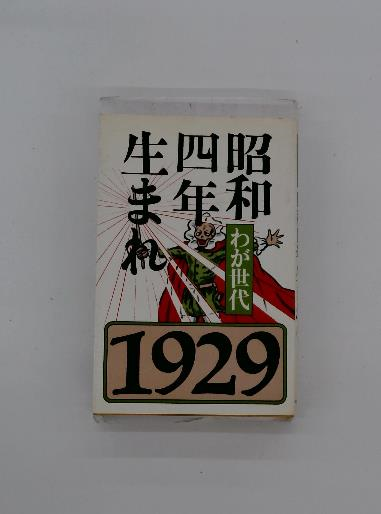 昭和
四年
生まれ
わが世代
1929